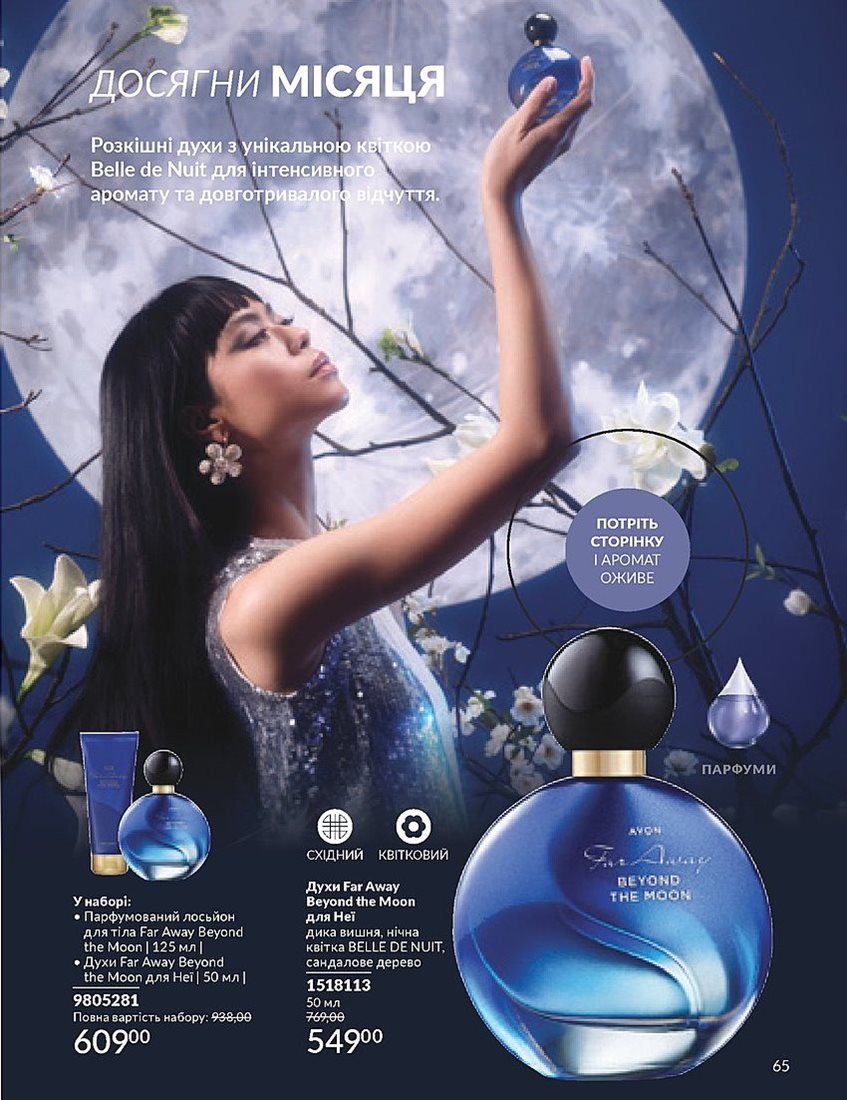 ДОСЯГНИ МІСЯЦЯ
Розкішні духи з унікальною квіткою
Belle de Nuit для інтенсивного
аромату та довготривалого відчуття.
ПОТРІТЬ
СТОРІНКУ
І АРОМАТ
ОЖИВЕ
ПАРФУМИ
AVON
Far Away
BEYOND
THE MOON
У наборі:
• Парфумований лосьйон
для тіла Far Away Beyond
the Moon | 125 мл |
• Духи Far Away Beyond
the Moon для Неї | 50 мл |
9805281
Повна вартість набору: 938,00
609⁰⁰
СХІДНИЙ КВІТКОВИЙ
Духи Far Away
Beyond the Moon
для Неї
дика вишня, нічна
квітка BELLE DE NUIT,
сандалове дерево
1518113
50 мл
769,00
549⁰⁰
65